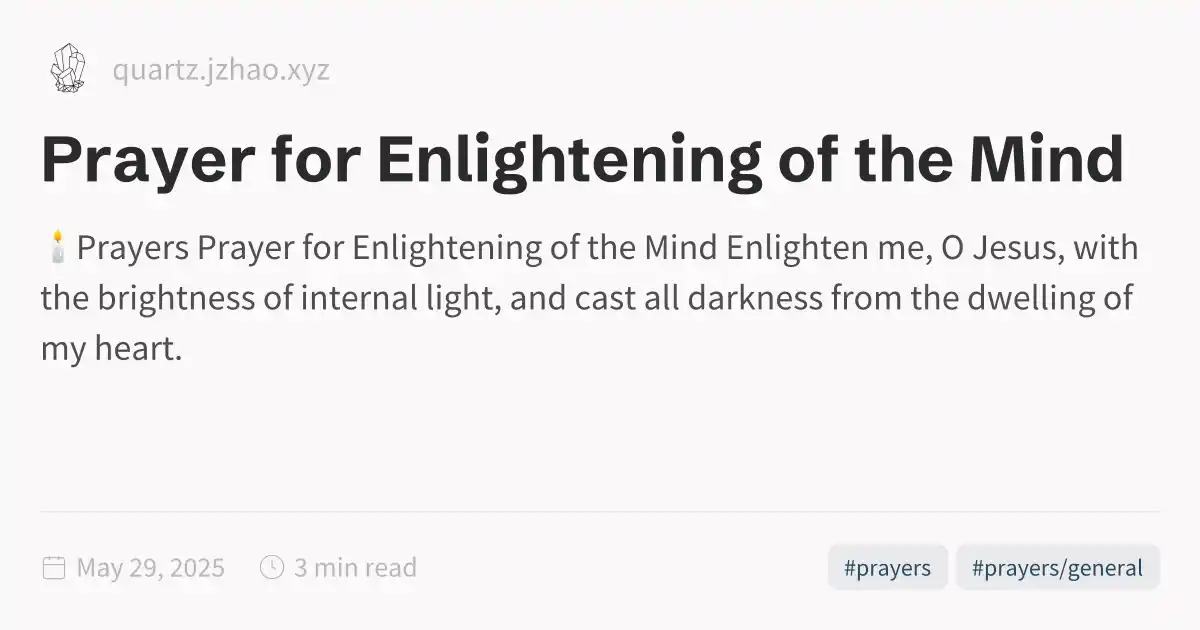 quartz.jzhao.xyz
Prayer for Enlightening of the Mind
🕯️Prayers Prayer for Enlightening of the Mind Enlighten me, O Jesus, with
the brightness of internal light, and cast all darkness from the dwelling of
my heart.
May 29, 2025 3 min read #prayers #prayers/general